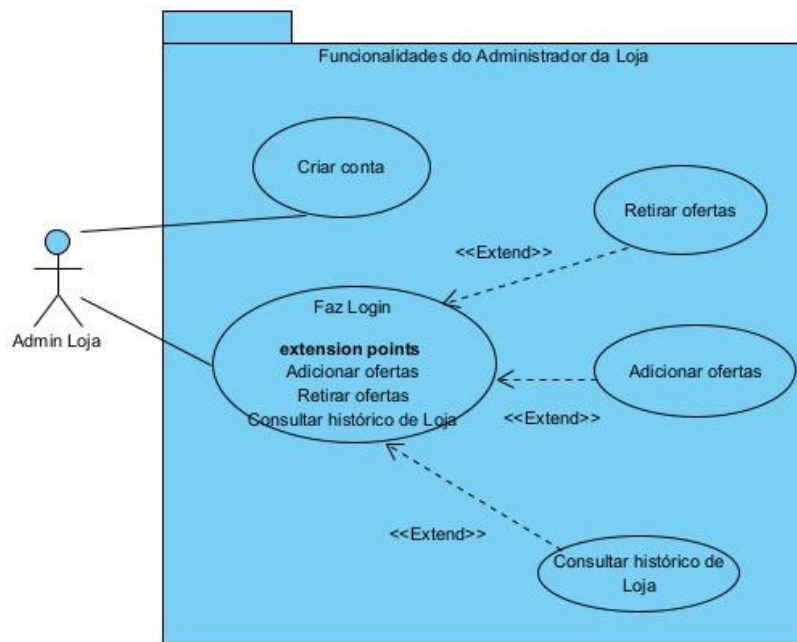 Funcionalidades do Administrador da Loja
Criar conta
Retirar ofertas
<<Extend>>
Admin Loja
Faz Login
extension points
Adicionar ofertas
Retirar ofertas
Consultar histórico de Loja
Adicionar ofertas
<<Extend>>
<<Extend>>
Consultar histórico de
Loja